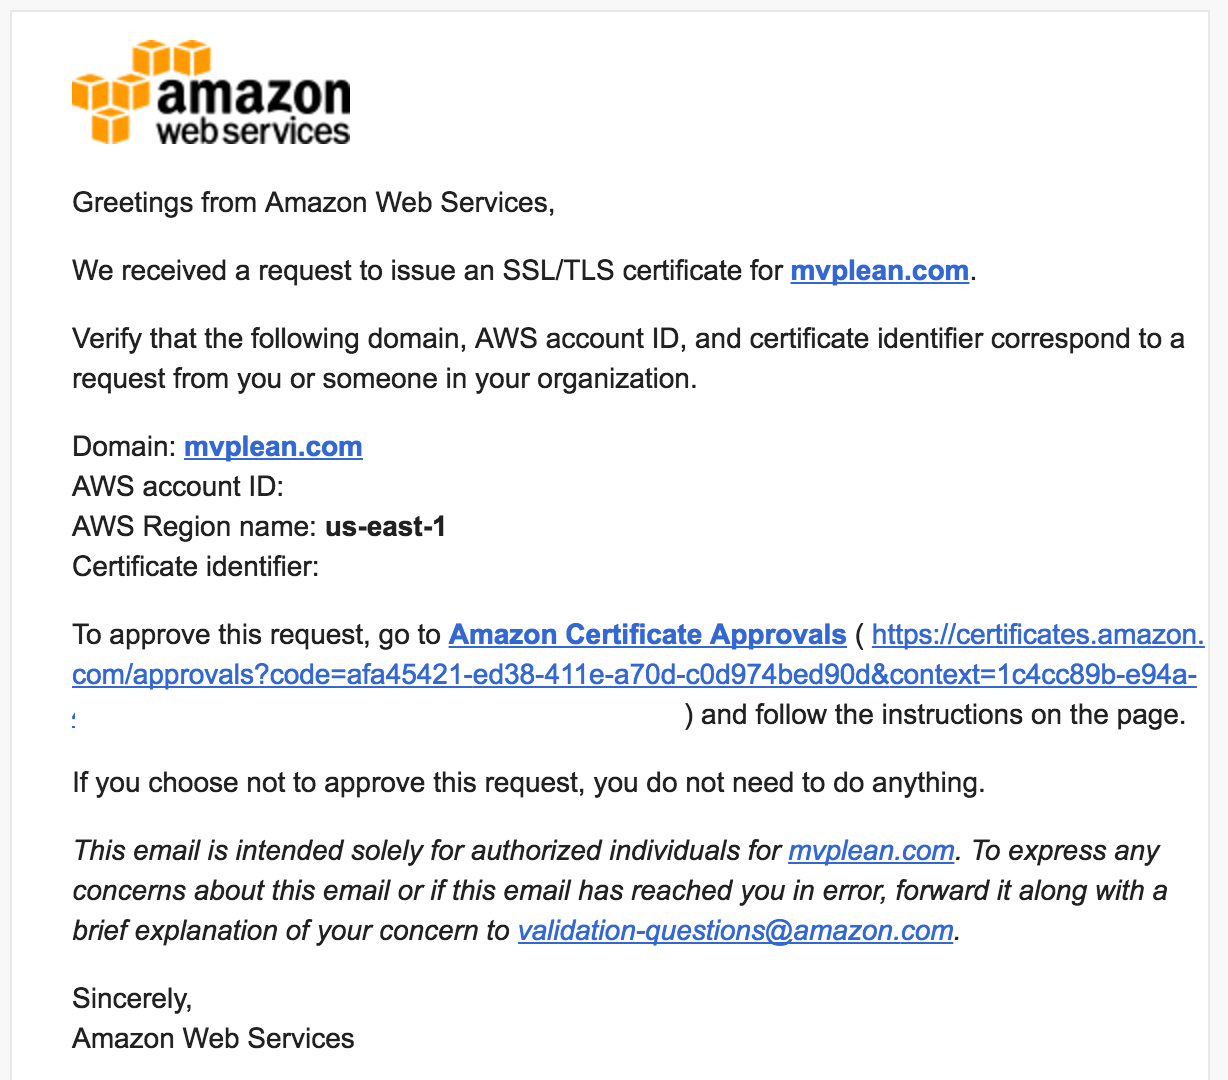 amazon
web services
Greetings from Amazon Web Services,
We received a request to issue an SSL/TLS certificate for mvplean.com.
Verify that the following domain, AWS account ID, and certificate identifier correspond to a
request from you or someone in your organization.
Domain: mvplean.com
AWS account ID:
AWS Region name: us-east-1
Certificate identifier:
To approve this request, go to Amazon Certificate Approvals ( https://certificates.amazon.
com/approvals?code=afa45421-ed38-411e-a70d-c0d974bed90d&context=1c4cc89b-e94a-
) and follow the instructions on the page.
If you choose not to approve this request, you do not need to do anything.
This email is intended solely for authorized individuals for mvplean.com. To express any
concerns about this email or if this email has reached you in error, forward it along with a
brief explanation of your concern to validation-questions@amazon.com.
Sincerely,
Amazon Web Services